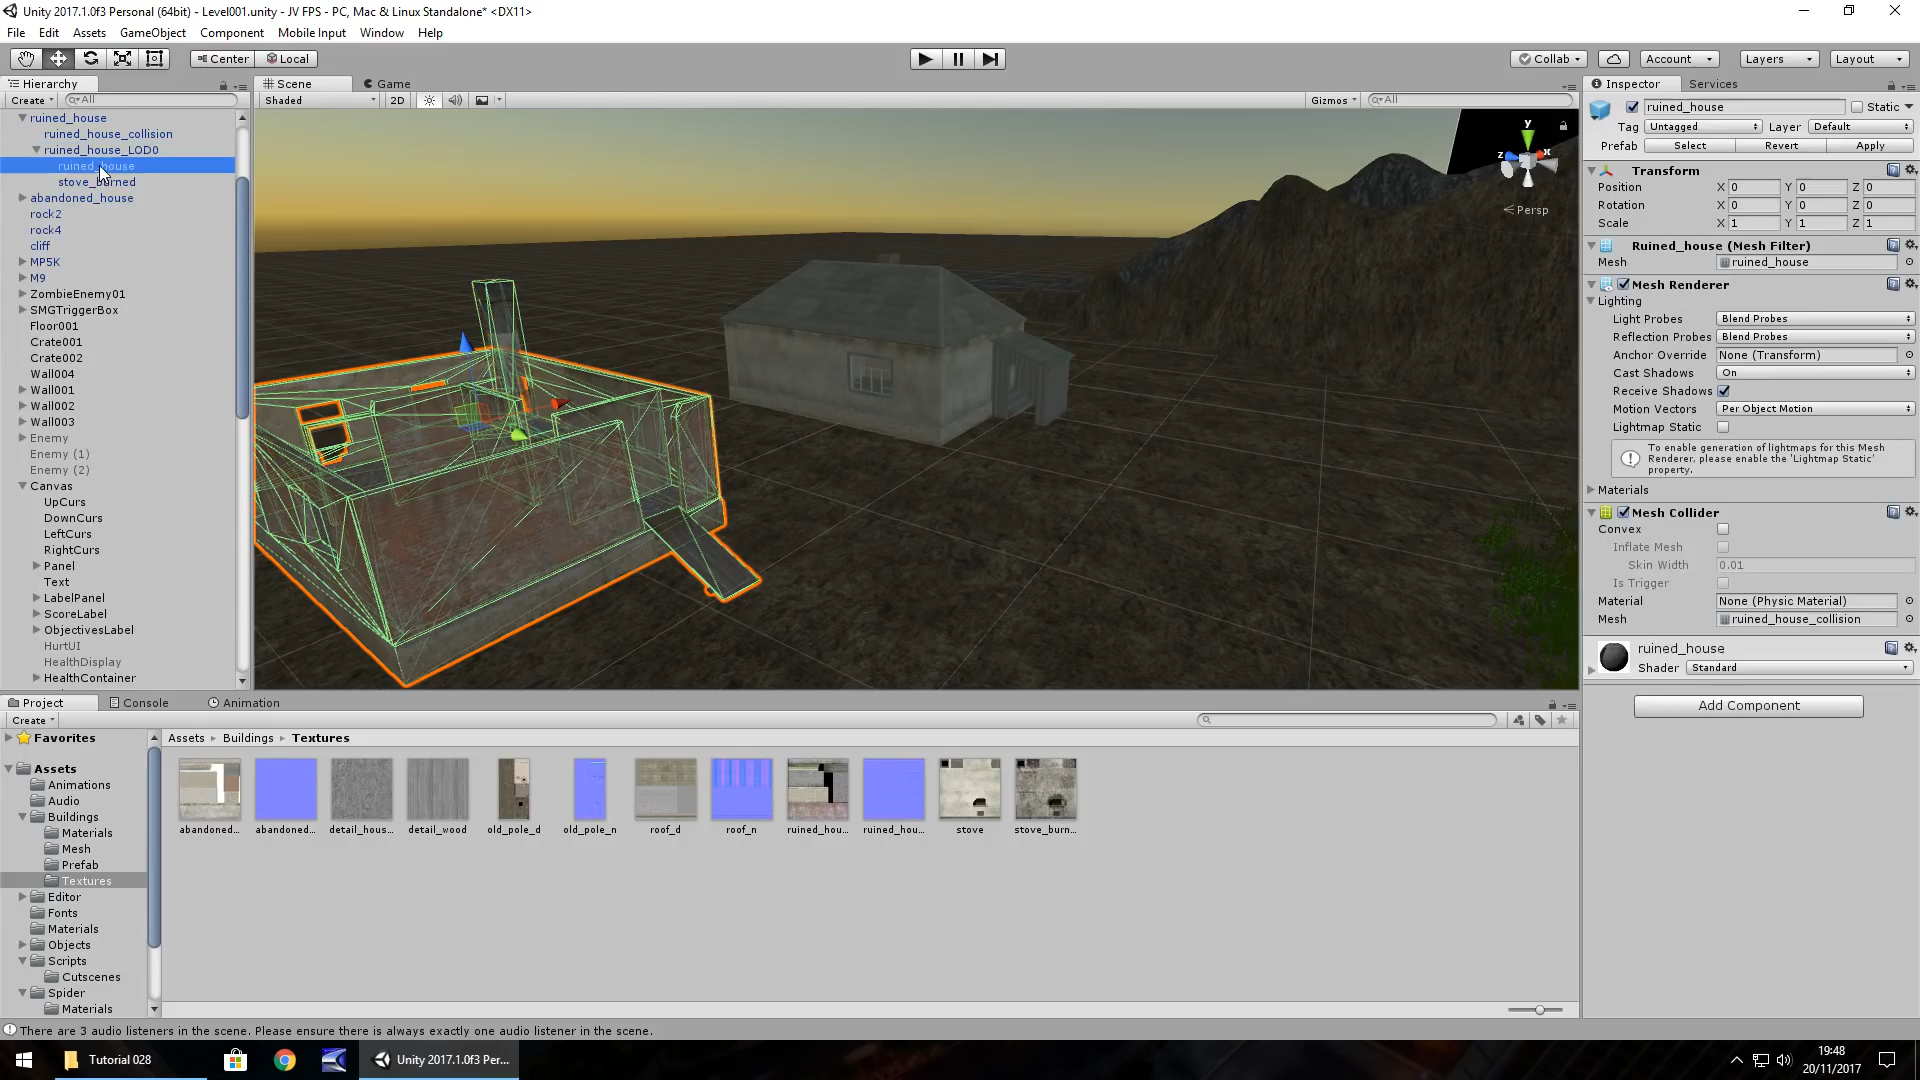 Unity 2017.1.0f3 Personal (64bit) - Level001.unity - JV FPS - PC, Mac & Linux Standalone* <DX11>
File Edit Assets GameObject Component Mobile Input Window Help
Center Local Collab Account Layers Layout
Hierarchy
Create All
ruined_house
ruined_house_collision
ruined_house_LOD0
ruined_house
stove_burned
abandoned_house
rock2
rock4
cliff
MP5K
M9
ZombieEnemy01
SMGTriggerBox
Floor001
Crate001
Crate002
Wall004
Wall001
Wall002
Wall003
Enemy
Enemy (1)
Enemy (2)
Canvas
UpCurs
DownCurs
LeftCurs
RightCurs
Panel
Text
LabelPanel
ScoreLabel
ObjectivesLabel
HurtUI
HealthDisplay
HealthContainer
Scene Game
Shaded 2D Gizmos All
y
z x
Persp
Inspector Services
ruined_house Static
Tag Untagged Layer Default
Prefab Select Revert Apply
Transform
Position X 0 Y 0 Z 0
Rotation X 0 Y 0 Z 0
Scale X 1 Y 1 Z 1
Ruined_house (Mesh Filter)
Mesh ruined_house
Mesh Renderer
Lighting
Light Probes Blend Probes
Reflection Probes Blend Probes
Anchor Override None (Transform)
Cast Shadows On
Receive Shadows
Motion Vectors Per Object Motion
Lightmap Static
To enable generation of lightmaps for this Mesh
Renderer, please enable the 'Lightmap Static'
property.
Materials
Mesh Collider
Convex
Inflate Mesh
Skin Width 0.01
Is Trigger
Material None (Physic Material)
Mesh ruined_house_collision
ruined_house
Shader Standard
Add Component
Project Console Animation
Create
Favorites
Assets
Animations
Audio
Buildings
Materials
Mesh
Prefab
Textures
Editor
Fonts
Materials
Objects
Scripts
Cutscenes
Spider
Materials
Assets Buildings Textures
abandoned... abandoned... detail_hous... detail_wood old_pole_d old_pole_n roof_d roof_n ruined_hou... ruined_hou... stove stove_burn...
There are 3 audio listeners in the scene. Please ensure there is always exactly one audio listener in the scene.
Tutorial 028 Unity 2017.1.0f3 Per...
19:48
20/11/2017